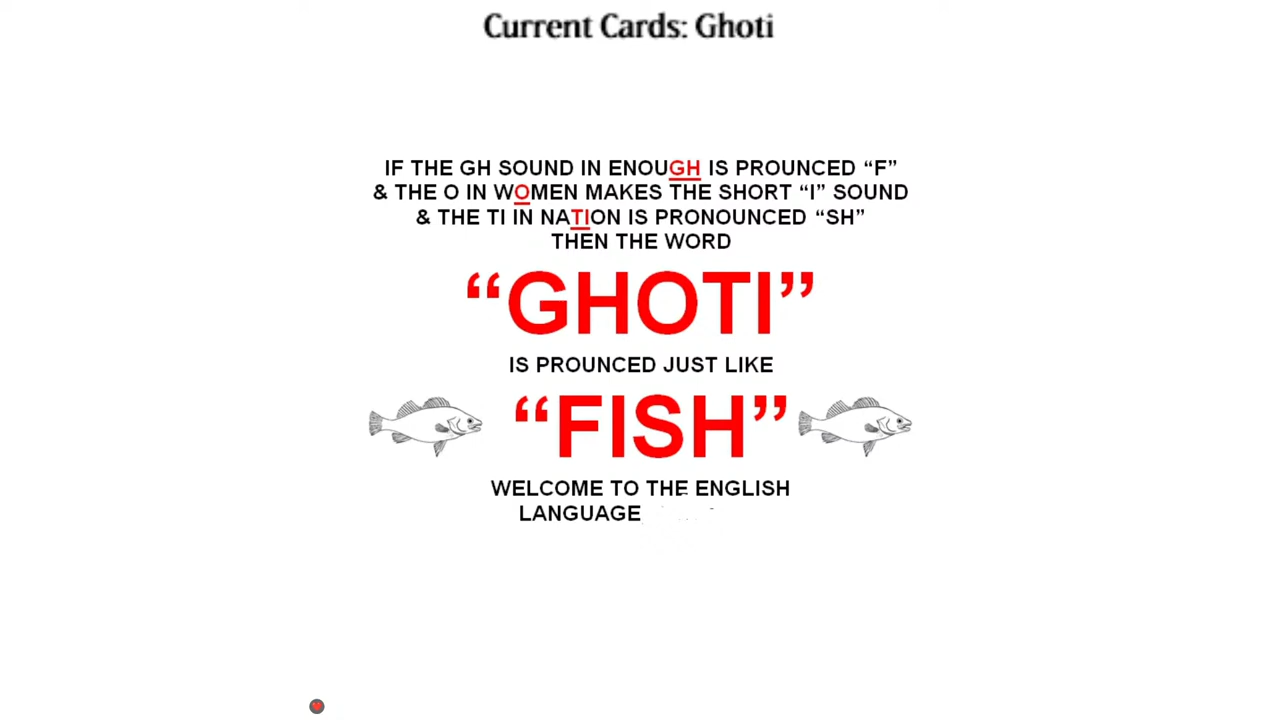 Current Cards: Ghoti
IF THE GH SOUND IN ENOUGH IS PROUNCED “F”
& THE O IN WOMEN MAKES THE SHORT “I” SOUND
& THE TI IN NATION IS PRONOUNCED “SH”
THEN THE WORD
“GHOTI”
IS PROUNCED JUST LIKE
“FISH”
WELCOME TO THE ENGLISH
LANGUAGE